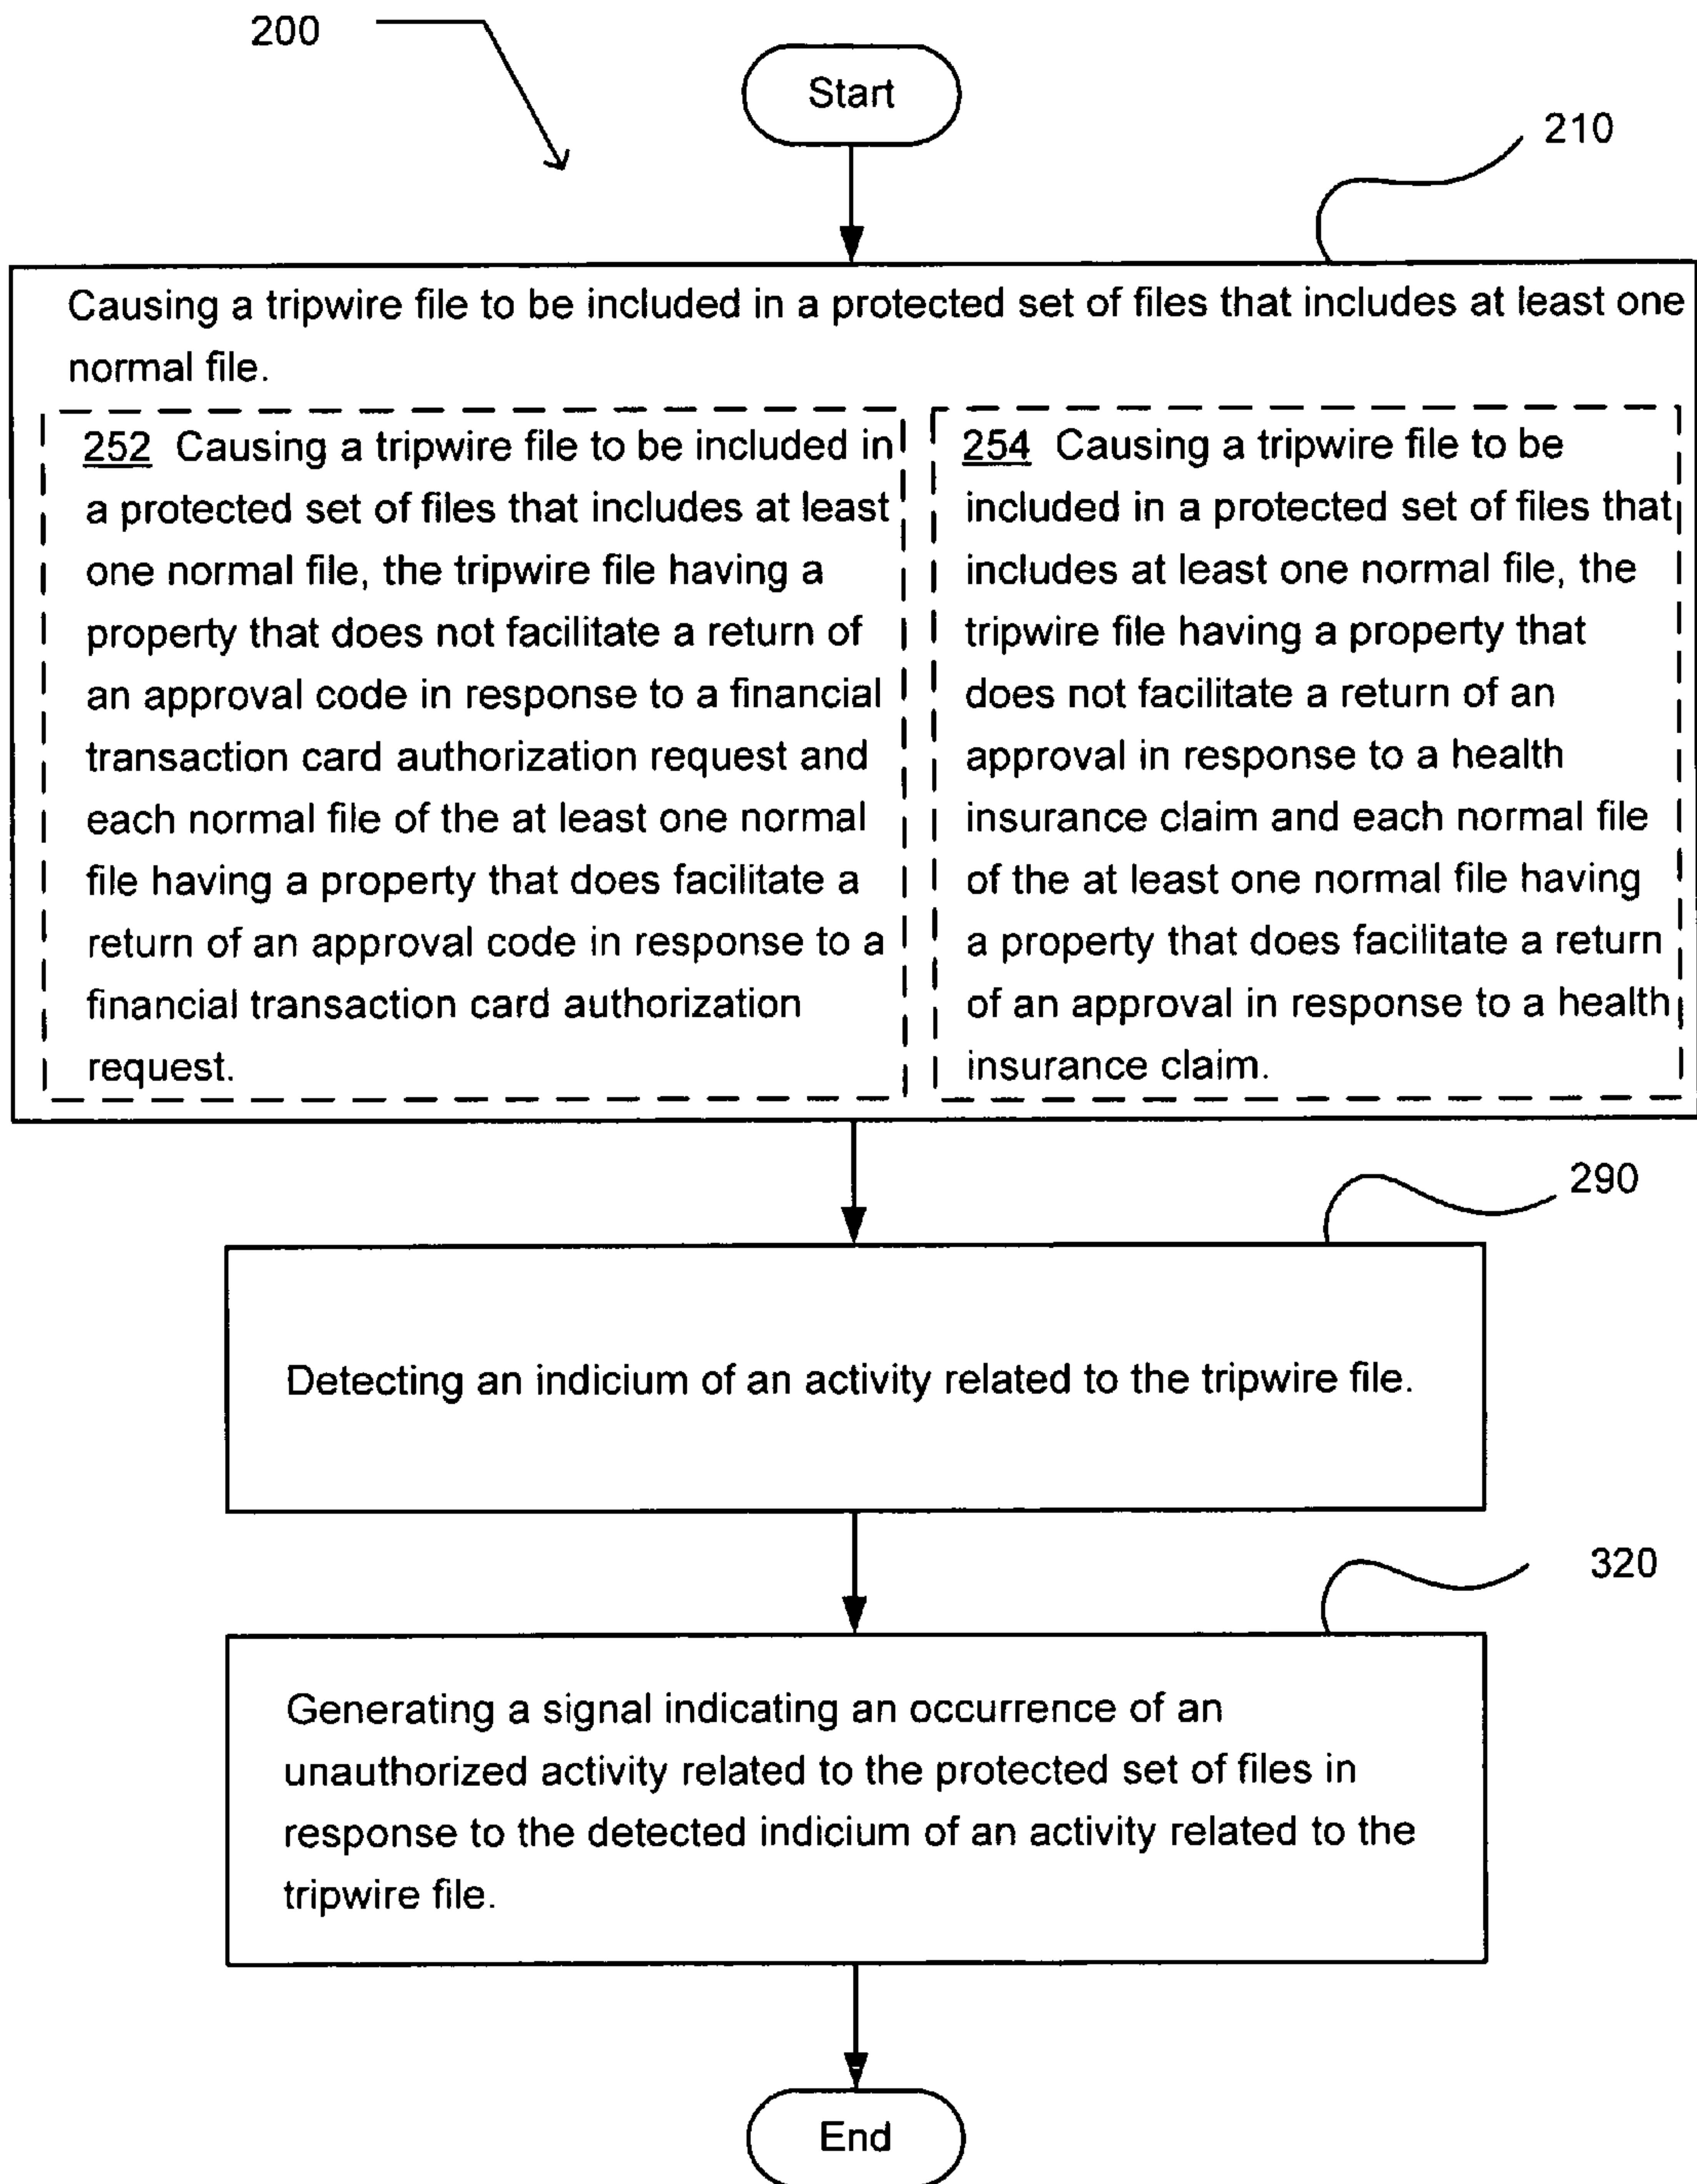 200
Start
210
Causing a tripwire file to be included in a protected set of files that includes at least one
normal file.
252 Causing a tripwire file to be included in
a protected set of files that includes at least
one normal file, the tripwire file having a
property that does not facilitate a return of
an approval code in response to a financial
transaction card authorization request and
each normal file of the at least one normal
file having a property that does facilitate a
return of an approval code in response to a
financial transaction card authorization
request.
254 Causing a tripwire file to be
included in a protected set of files that
includes at least one normal file, the
tripwire file having a property that
does not facilitate a return of an
approval in response to a health
insurance claim and each normal file
of the at least one normal file having
a property that does facilitate a return
of an approval in response to a health
insurance claim.
290
Detecting an indicium of an activity related to the tripwire file.
320
Generating a signal indicating an occurrence of an
unauthorized activity related to the protected set of files in
response to the detected indicium of an activity related to the
tripwire file.
End